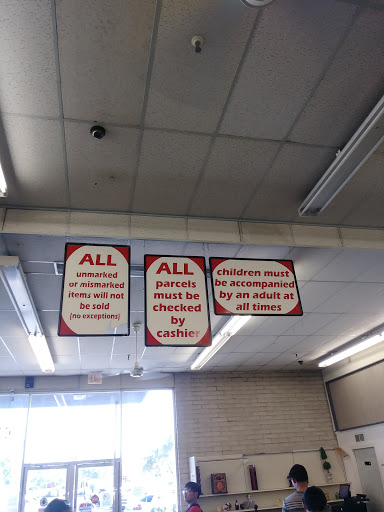 ALL
unmarked
or mismarked
items will not
be sold
[no exceptions]
ALL
parcels
must be
checked
by
cashier
children must
be accompanied
by an adult at
all times